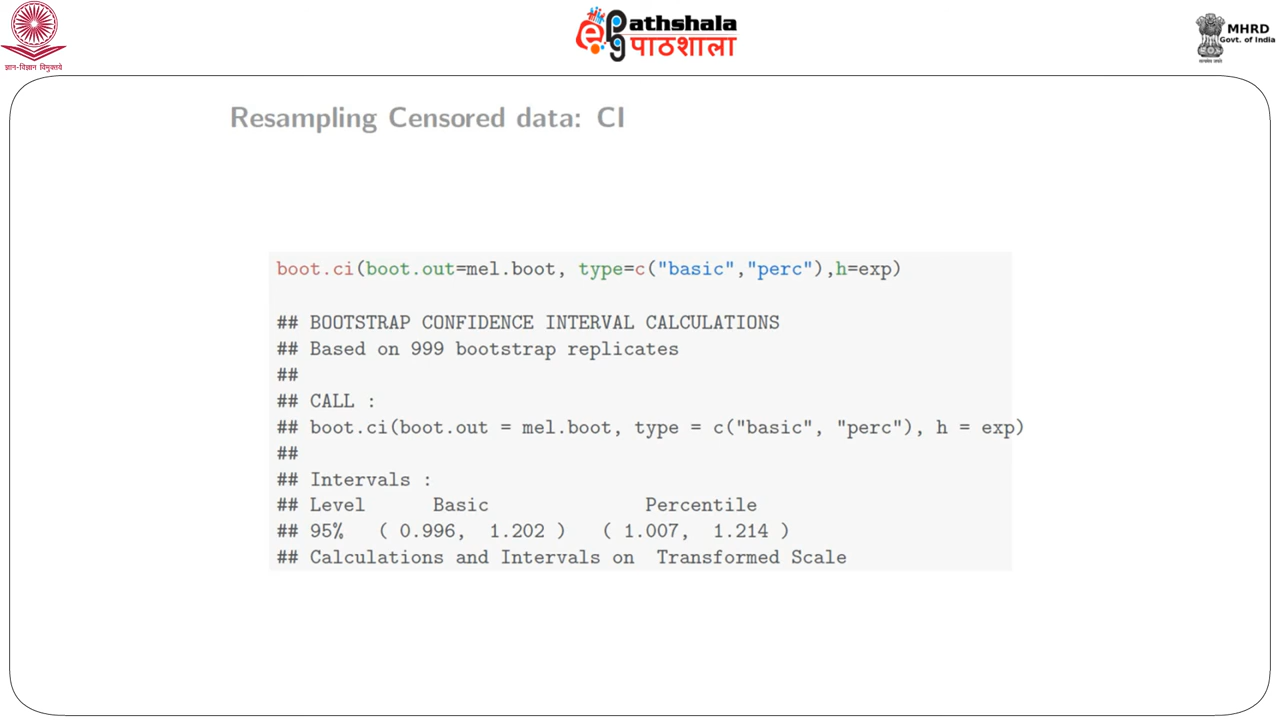 ज्ञान-विज्ञान विमुक्तये
e Pathshala
pg पाठशाला
MHRD
Govt. of India
Resampling Censored data: CI
boot.ci(boot.out=mel.boot, type=c("basic","perc"),h=exp)
## BOOTSTRAP CONFIDENCE INTERVAL CALCULATIONS
## Based on 999 bootstrap replicates
##
## CALL :
## boot.ci(boot.out = mel.boot, type = c("basic", "perc"), h = exp)
##
## Intervals :
## Level Basic Percentile
## 95% ( 0.996, 1.202 ) ( 1.007, 1.214 )
## Calculations and Intervals on Transformed Scale